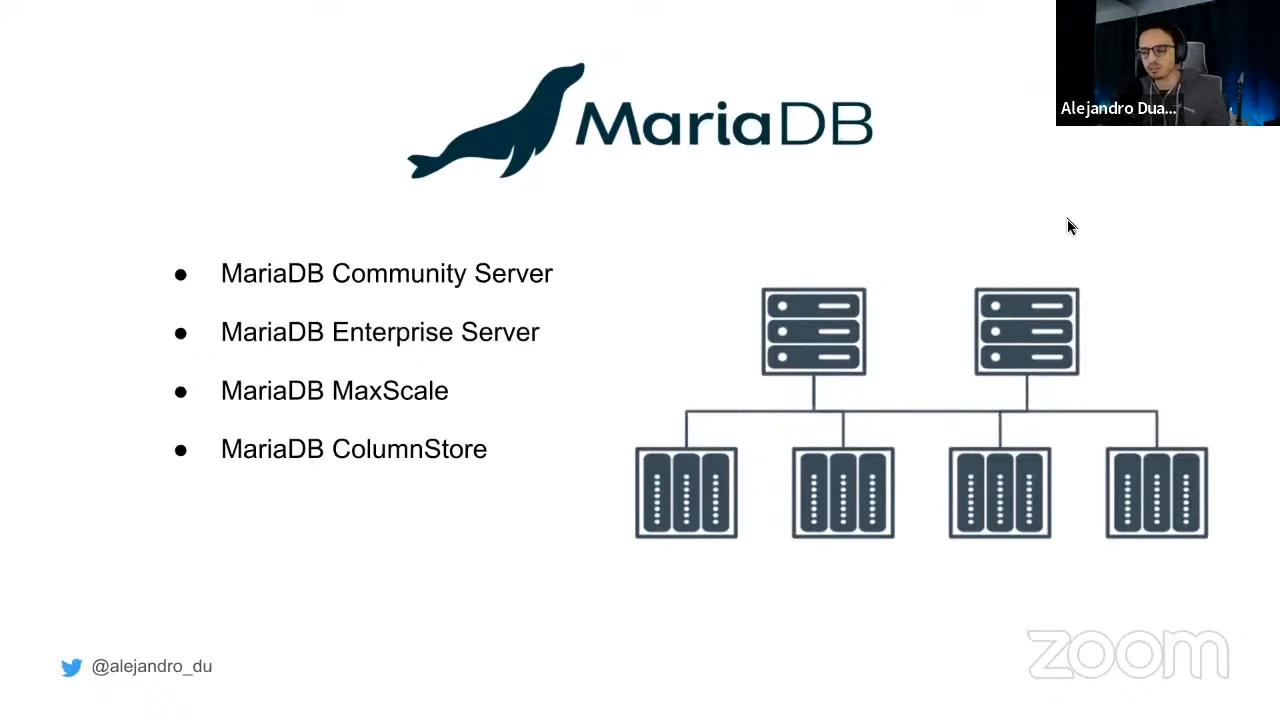 MariaDB
Alejandro Dua...
● MariaDB Community Server
● MariaDB Enterprise Server
● MariaDB MaxScale
● MariaDB ColumnStore
@alejandro_du
zoom